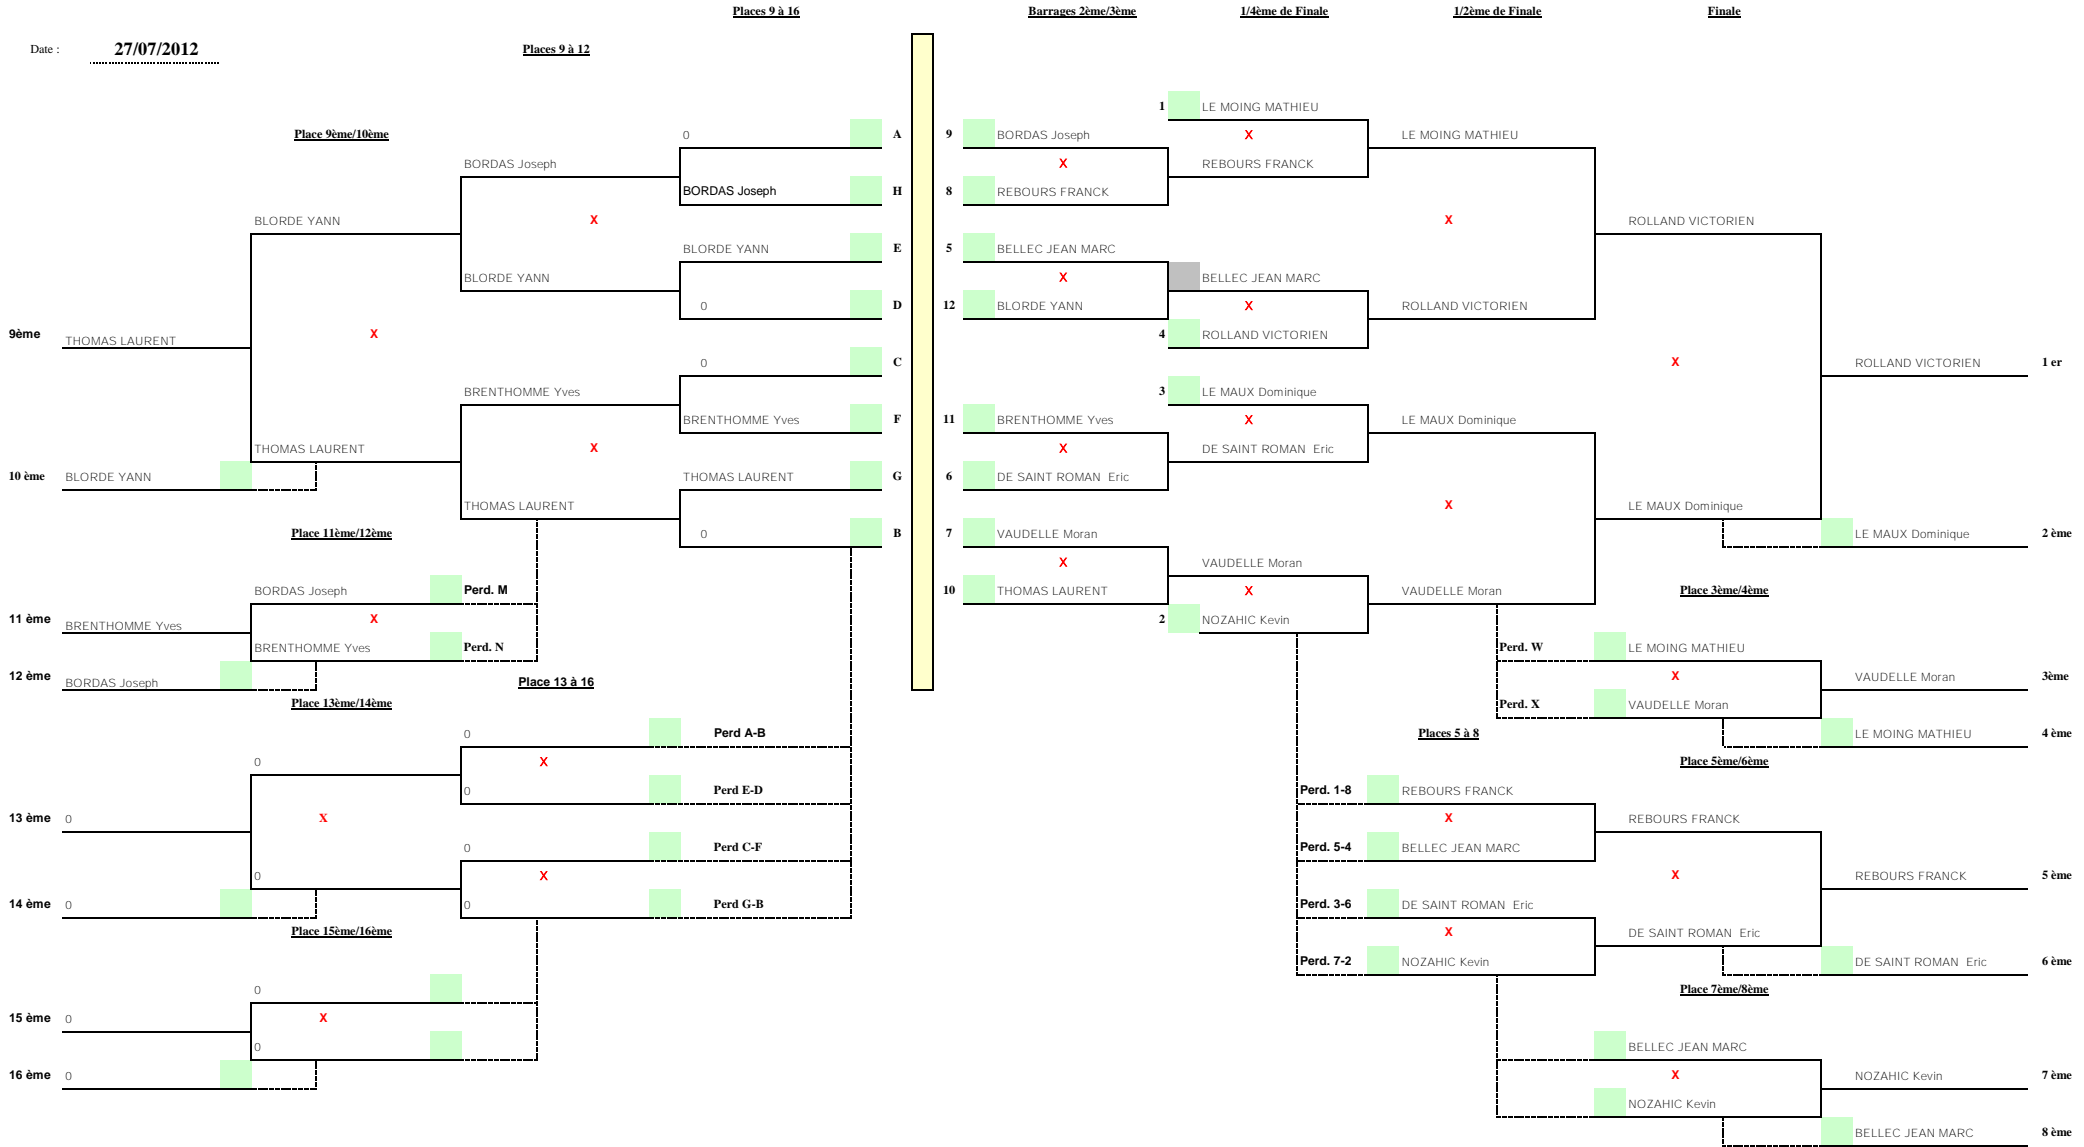 Places 9 à 16
Barrages 2ème/3ème
1/4ème de Finale
1/2ème de Finale
Finale
Date :
27/07/2012
Places 9 à 12
Place 9ème/10ème
0
A
BORDAS Joseph
BORDAS Joseph
H
BLORDE YANN
X
BLORDE YANN
E
BLORDE YANN
0
D
9ème
THOMAS LAURENT
X
0
C
BRENTHOMME Yves
BRENTHOMME Yves
F
THOMAS LAURENT
X
10 ème
BLORDE YANN
THOMAS LAURENT
G
THOMAS LAURENT
Place 11ème/12ème
0
B
BORDAS Joseph
Perd. M
11 ème
BRENTHOMME Yves
X
BRENTHOMME Yves
Perd. N
12 ème
BORDAS Joseph
Place 13 à 16
Place 13ème/14ème
0
Perd A-B
0
X
0
Perd E-D
13 ème
0
X
0
Perd C-F
0
X
14 ème
0
0
Perd G-B
Place 15ème/16ème
0
15 ème
0
X
0
16 ème
0
1
LE MOING MATHIEU
9
BORDAS Joseph
X
LE MOING MATHIEU
X
REBOURS FRANCK
8
REBOURS FRANCK
X
ROLLAND VICTORIEN
5
BELLEC JEAN MARC
X
BELLEC JEAN MARC
12
BLORDE YANN
X
ROLLAND VICTORIEN
4
ROLLAND VICTORIEN
X
ROLLAND VICTORIEN
1 er
3
LE MAUX Dominique
11
BRENTHOMME Yves
X
LE MAUX Dominique
X
DE SAINT ROMAN  Eric
6
DE SAINT ROMAN  Eric
X
LE MAUX Dominique
7
VAUDELLE Moran
LE MAUX Dominique
2 ème
X
VAUDELLE Moran
10
THOMAS LAURENT
X
VAUDELLE Moran
Place 3ème/4ème
2
NOZAHIC Kevin
Perd. W
LE MOING MATHIEU
X
VAUDELLE Moran
3ème
Perd. X
VAUDELLE Moran
Places 5 à 8
LE MOING MATHIEU
4 ème
Place 5ème/6ème
Perd. 1-8
REBOURS FRANCK
X
REBOURS FRANCK
Perd. 5-4
BELLEC JEAN MARC
X
REBOURS FRANCK
5 ème
Perd. 3-6
DE SAINT ROMAN  Eric
X
DE SAINT ROMAN  Eric
Perd. 7-2
NOZAHIC Kevin
DE SAINT ROMAN  Eric
6 ème
Place 7ème/8ème
BELLEC JEAN MARC
X
NOZAHIC Kevin
7 ème
NOZAHIC Kevin
BELLEC JEAN MARC
8 ème